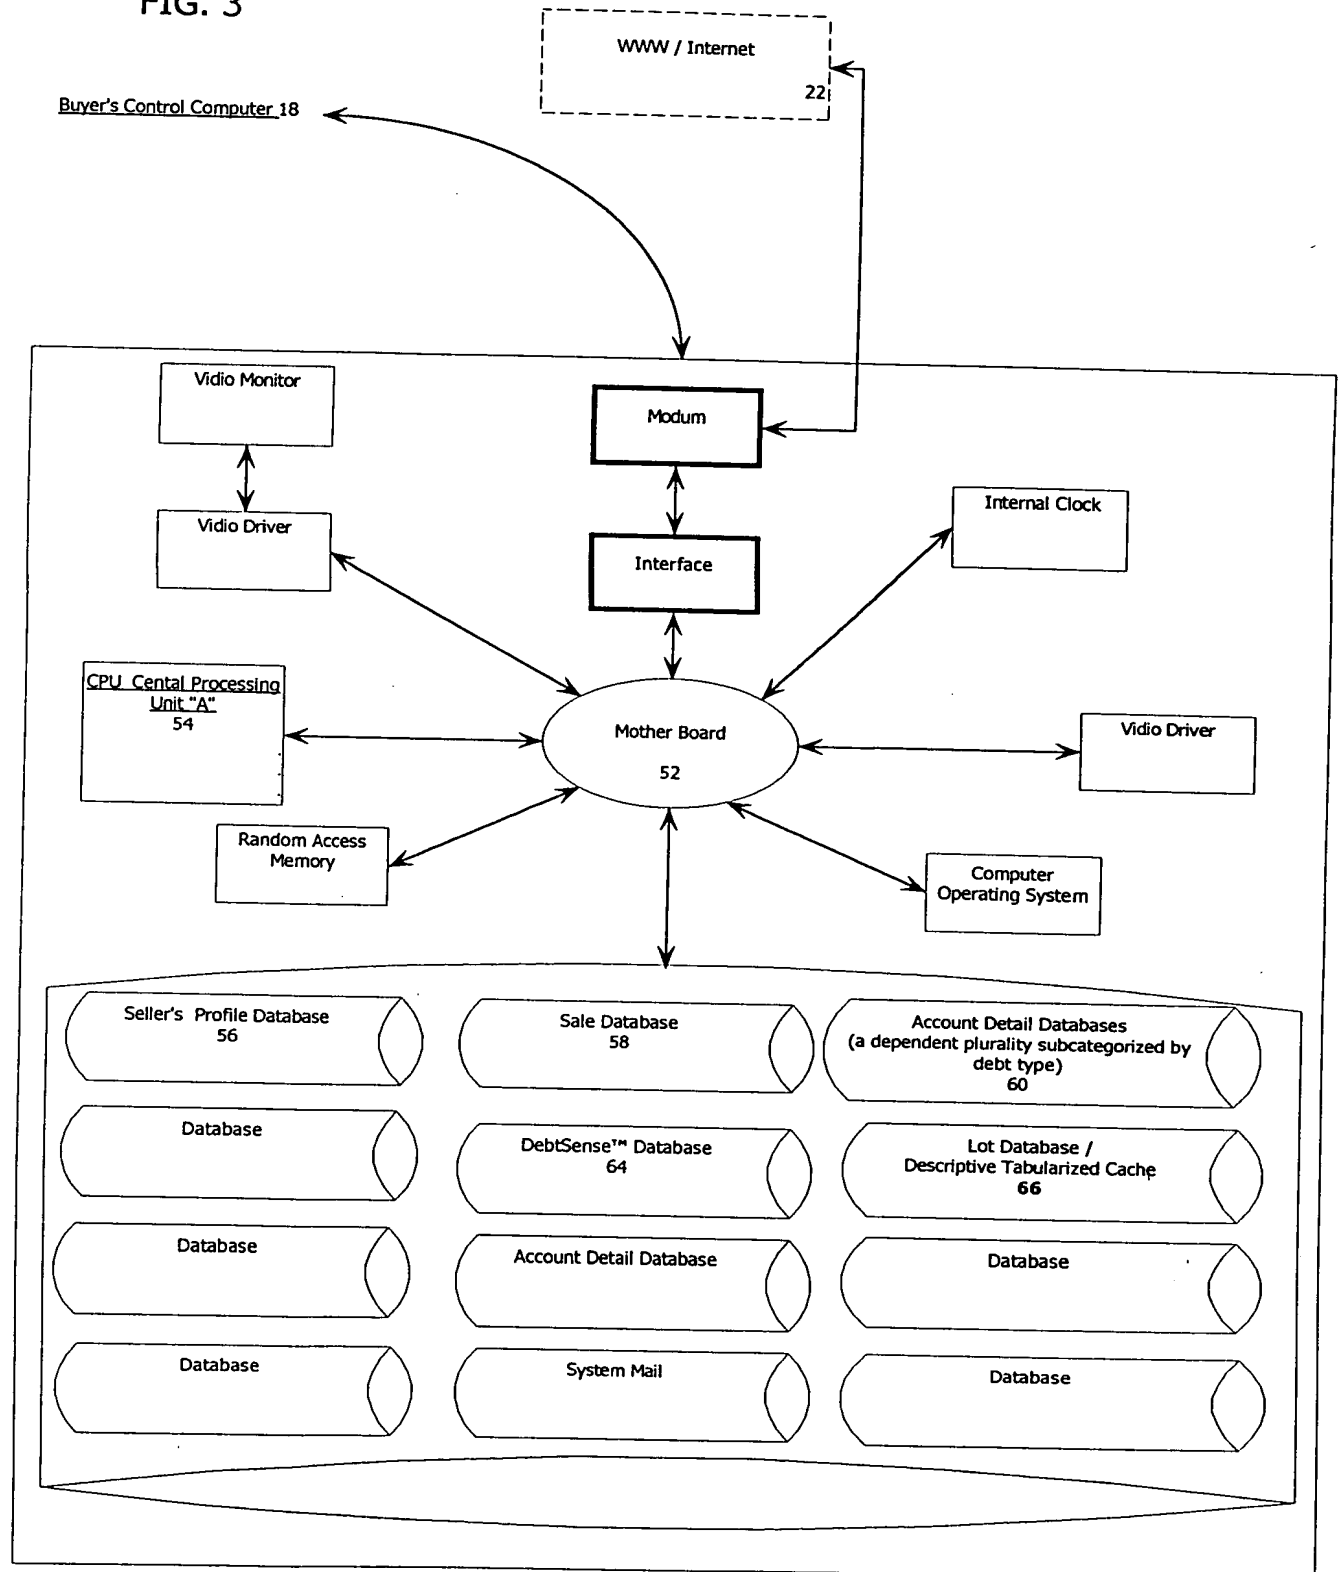 FIG. 3
WWW / Internet
22
Buyer's Control Computer 18
Vidio Monitor
Modum
Vidio Driver
Internal Clock
Interface
CPU Cental Processing
Unit "A"
54
Mother Board
52
Vidio Driver
Random Access
Memory
Computer
Operating System
Seller's Profile Database
56
Sale Database
58
Account Detail Databases
(a dependent plurality subcategorized by
debt type)
60
Database
DebtSense™ Database
64
Lot Database /
Descriptive Tabularized Cache
66
Database
Account Detail Database
Database
Database
System Mail
Database